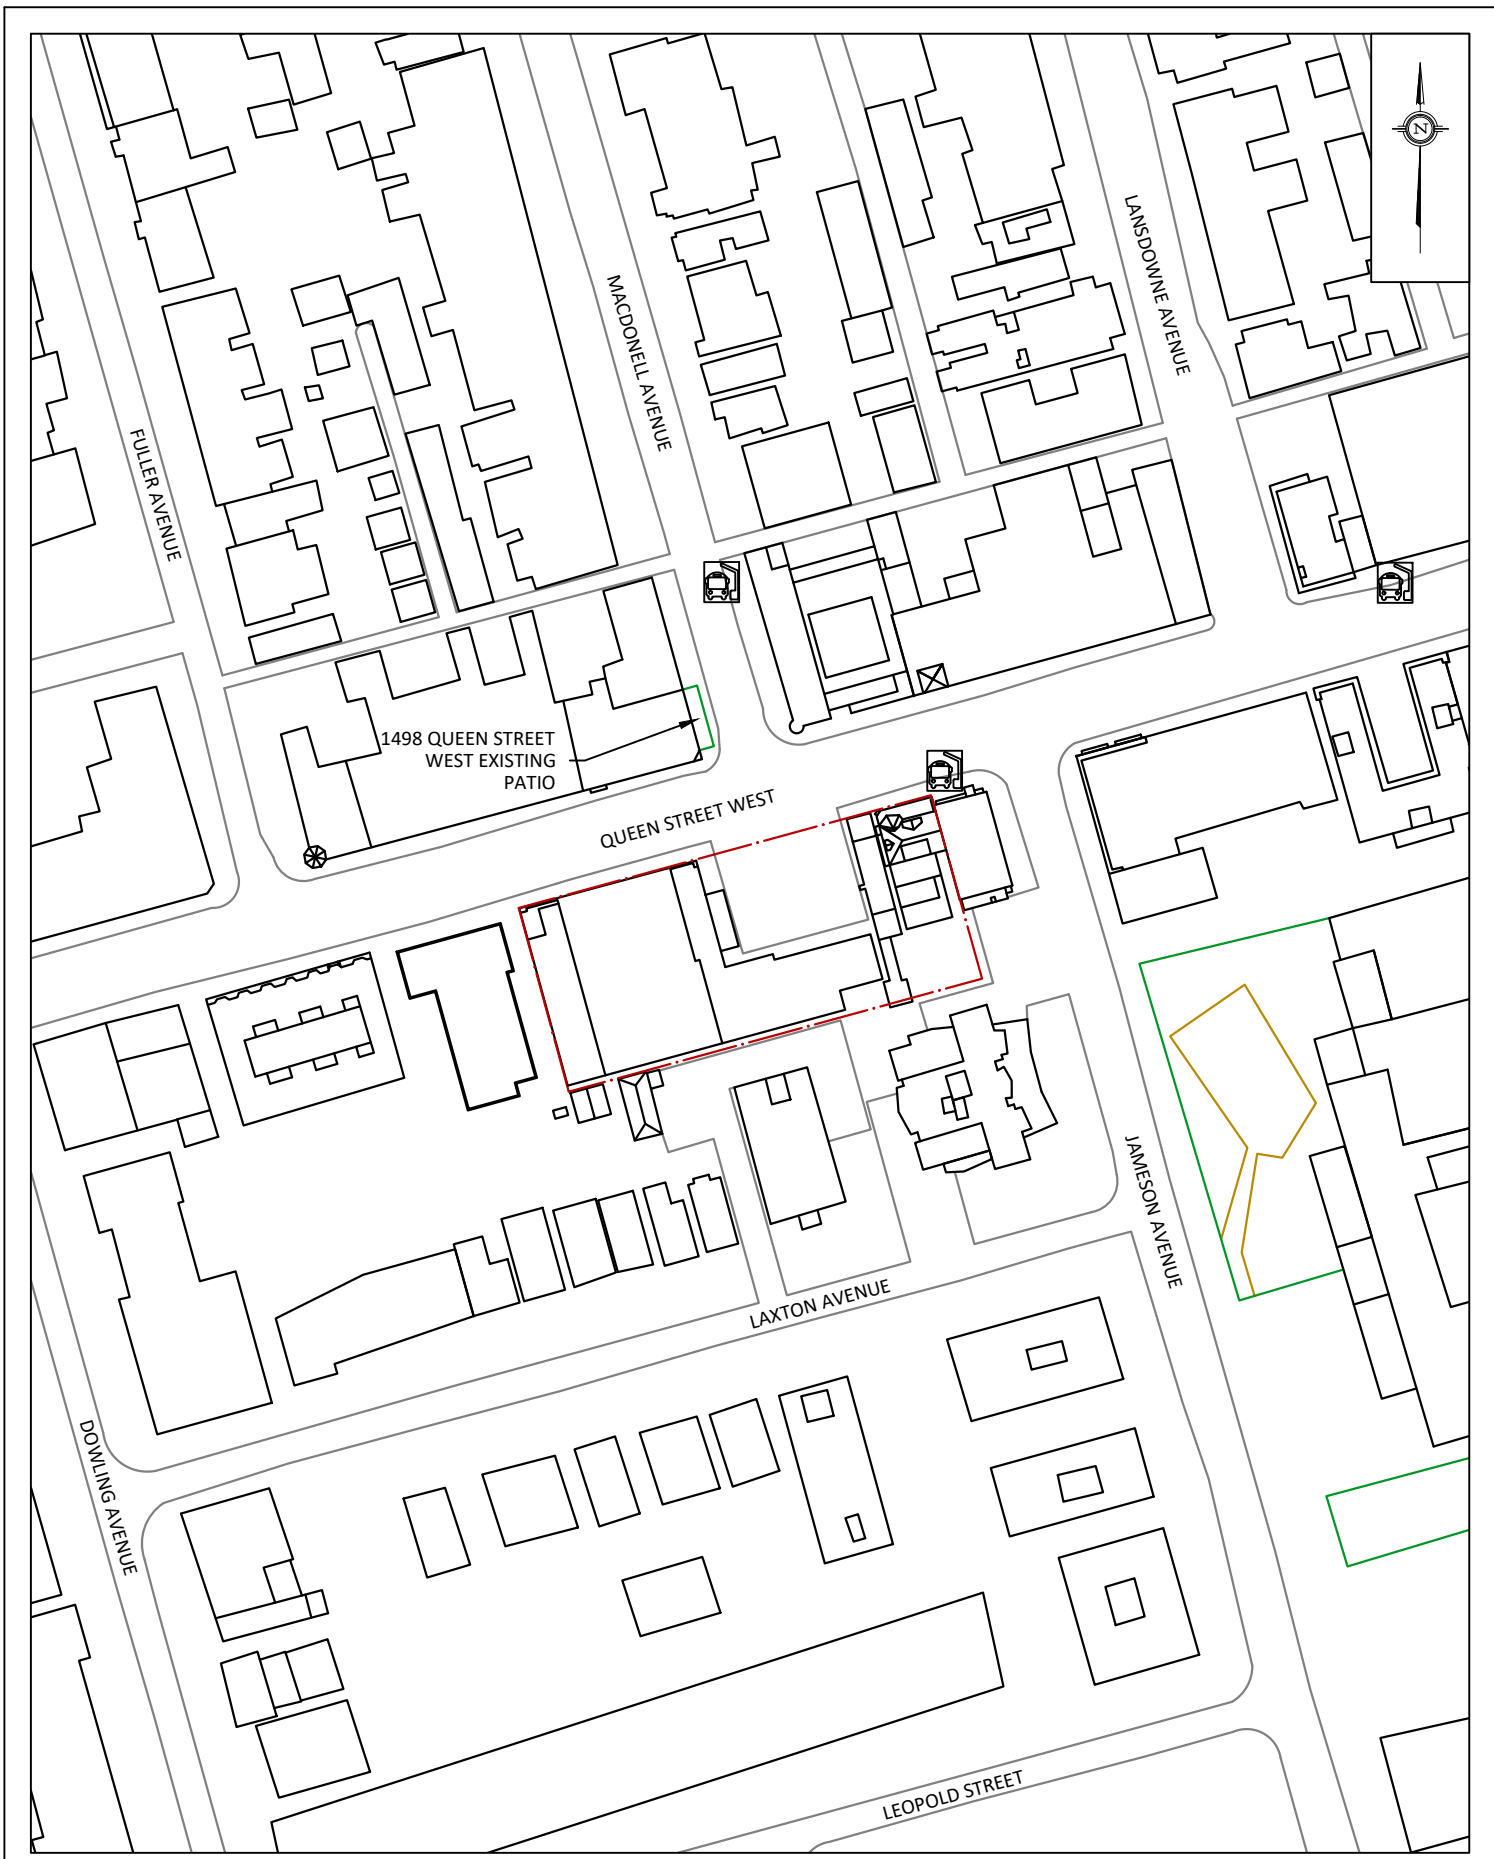 N
LANSDOWNE AVENUE
MACDONELL AVENUE
FULLER AVENUE
1498 QUEEN STREET
WEST EXISTING
PATIO
QUEEN STREET WEST
JAMESON AVENUE
LAXTON AVENUE
DOWLING AVENUE
LEOPOLD STREET